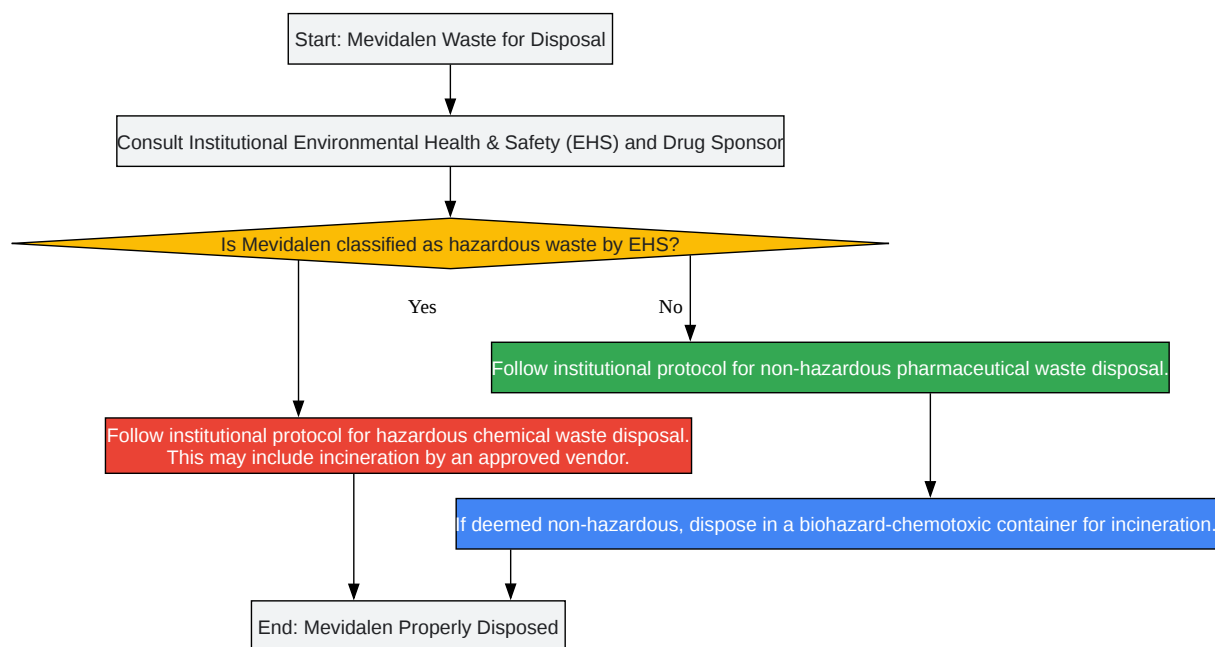 Start: Mevidalen Waste for Disposal
Consult Institutional Environmental Health & Safety (EHS) and Drug Sponsor
Is Mevidalen classified as hazardous waste by EHS?
Yes
No
Follow institutional protocol for non-hazardous pharmaceutical waste disposal.
Follow institutional protocol for hazardous chemical waste disposal.
This may include incineration by an approved vendor.
If deemed non-hazardous, dispose in a biohazard-chemotoxic container for incineration.
End: Mevidalen Properly Disposed